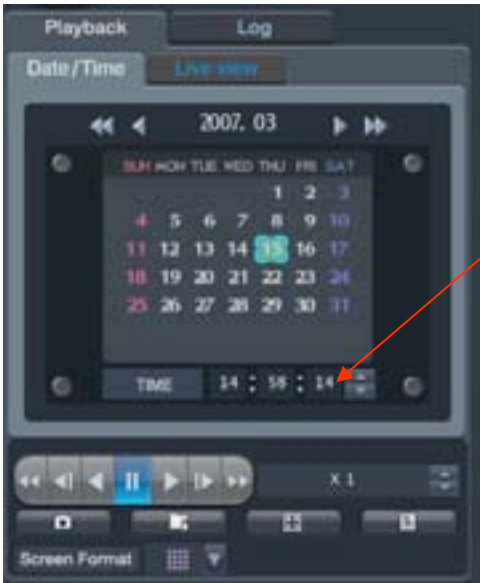 Playback Log
Date/Time Live view
2007. 03
SUN MON TUE WED THU FRI SAT
1 2 3
4 5 6 7 8 9 10
11 12 13 14 15 16 17
18 19 20 21 22 23 24
25 26 27 28 29 30 31
TIME 14 : 58 : 14
X 1
Screen Format